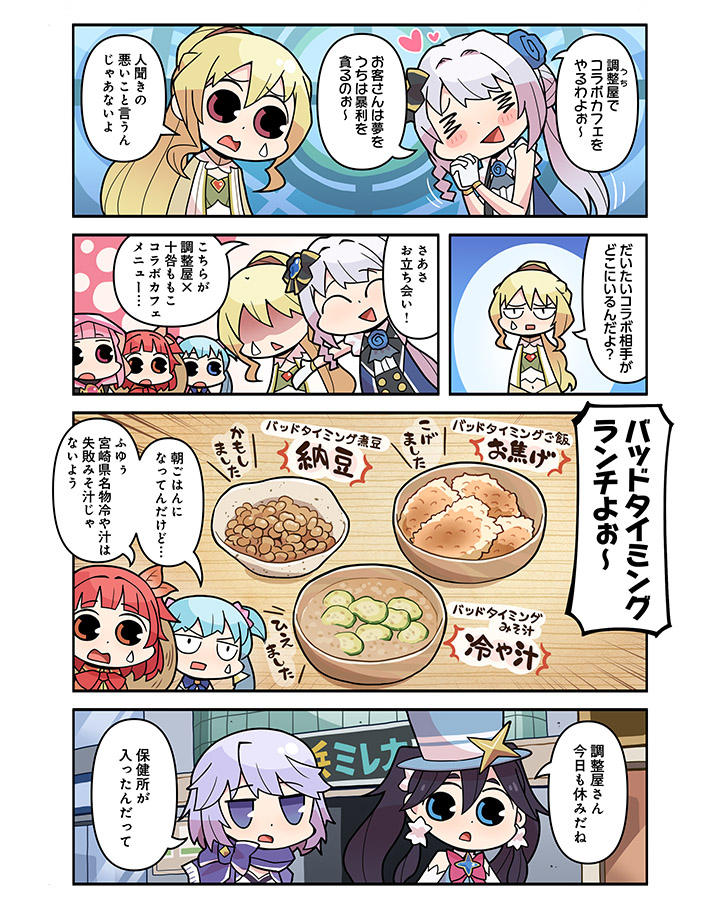 調整屋で
うち
コラボカフェを
やるわよぉ~
お客さんは夢を
うちは暴利を
貪るのぉ~
人聞きの
悪いこと言うん
じゃあないよ
だいたいコラボ相手が
どこにいるんだよ?
さあさ
お立ち会い!
こちらが
調整屋×
十咎ももこ
コラボカフェ
メニュー…
バッドタイミング
ランチよぉ~
バッドタイミングご飯
お焦げ
こげ
ました
バッドタイミング煮豆
納豆
かもし
ました
バッドタイミング
みそ汁
冷や汁
ひえ
ました
朝ごはんに
なってんだけど…
ふゆぅ
宮崎県名物冷や汁は
失敗みそ汁じゃ
ないよう
調整屋さん
今日も休みだね
浜ミレナ
保健所が
入ったんだって